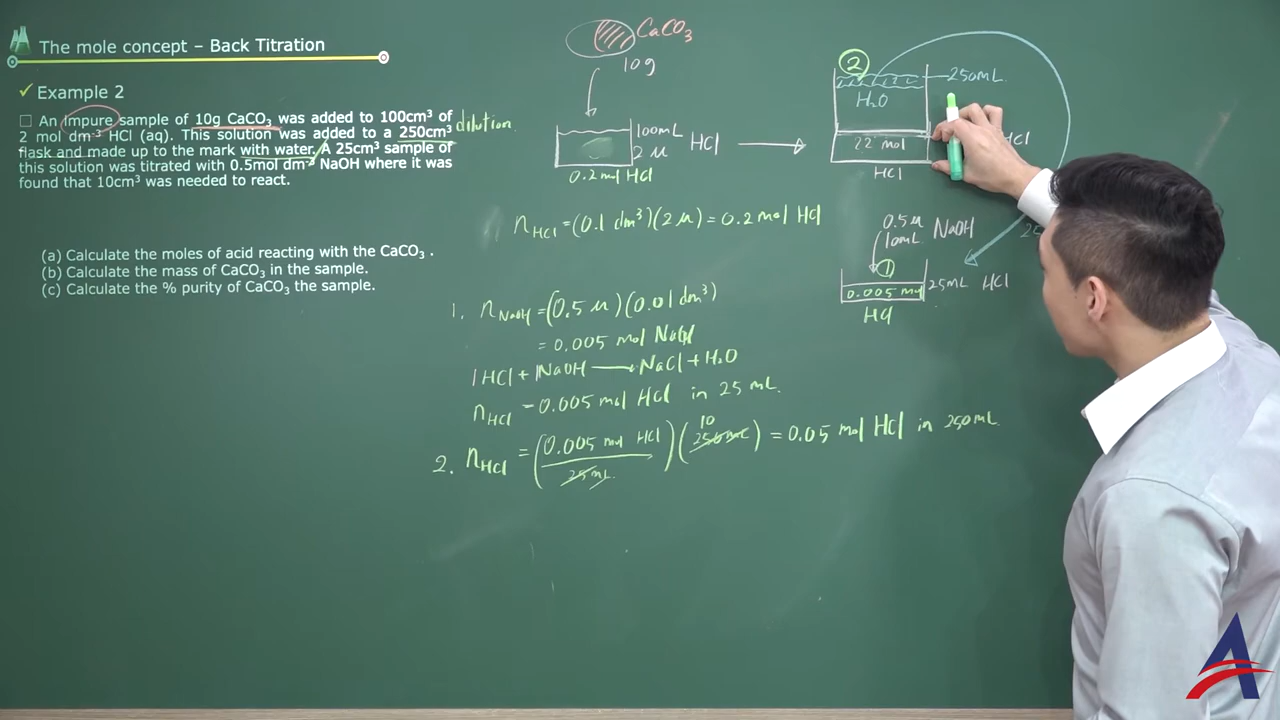 The mole concept – Back Titration
✓ Example 2
□ An Impure sample of 10g CaCO₃ was added to 100cm³ of
2 mol dm⁻³ HCl (aq). This solution was added to a 250cm³ dilution
flask and made up to the mark with water. A 25cm³ sample of
this solution was titrated with 0.5mol dm⁻³ NaOH where it was
found that 10cm³ was needed to react.
(a) Calculate the moles of acid reacting with the CaCO₃ .
(b) Calculate the mass of CaCO₃ in the sample.
(c) Calculate the % purity of CaCO₃ the sample.
CaCO₃
10g
100mL
2 M HCl
0.2 mol HCl
②
250mL
H₂O
HCl
2? mol
HCl
n HCl = (0.1 dm³)(2 M) = 0.2 mol HCl
0.5 M
10mL NaOH
①
0.005 mol 25mL HCl
HCl
1. n NaOH = (0.5 M)(0.01 dm³)
= 0.005 mol NaOH
1HCl + 1NaOH → NaCl + H₂O
n HCl = 0.005 mol HCl in 25 mL.
10
2. n HCl = (0.005 mol HCl / 25 mL)(250mL) = 0.05 mol HCl in 250mL.
A